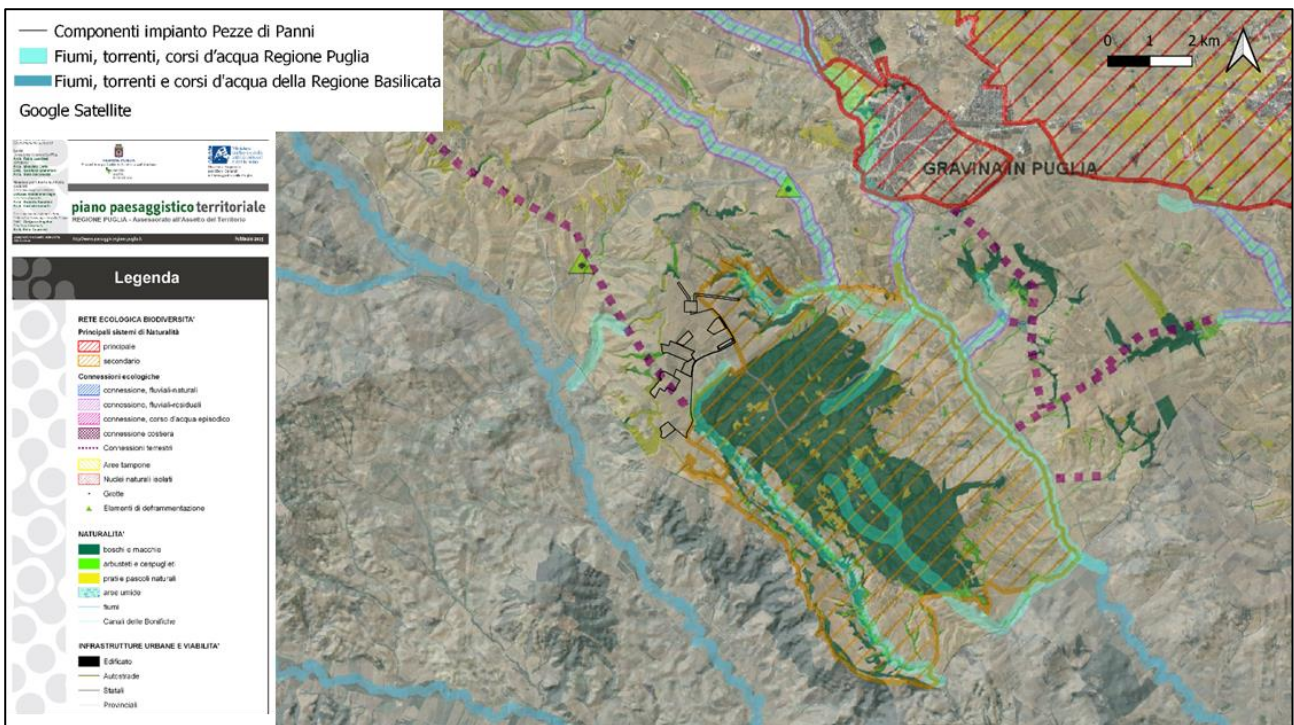 Componenti impianto Pezze di Panni
Fiumi, torrenti, corsi d'acqua Regione Puglia
Fiumi, torrenti e corsi d'acqua della Regione Basilicata
Google Satellite
0 1 2 km
GRAVINA IN PUGLIA
piano paesaggistico territoriale
REGIONE PUGLIA - Assessorato all'Assetto del Territorio
Legenda
RETE ECOLOGICA BIODIVERSITA'
Principali sistemi di Naturalità
principale
secondario
Connessioni ecologiche
connessione, fluviali-naturali
connessione, fluviali-residuali
connessione, corso d'acqua episodico
connessione costiera
Connessioni terrestri
Aree tampone
Nuclei naturali isolati
Grotte
Elementi di deframmentazione
NATURALITA'
boschi e macchie
arbusteti e cespuglieti
prati e pascoli naturali
aree umide
fiumi
Canali delle Bonifiche
INFRASTRUTTURE URBANE E VIABILITA'
Edificato
Autostrade
Statali
Provinciali